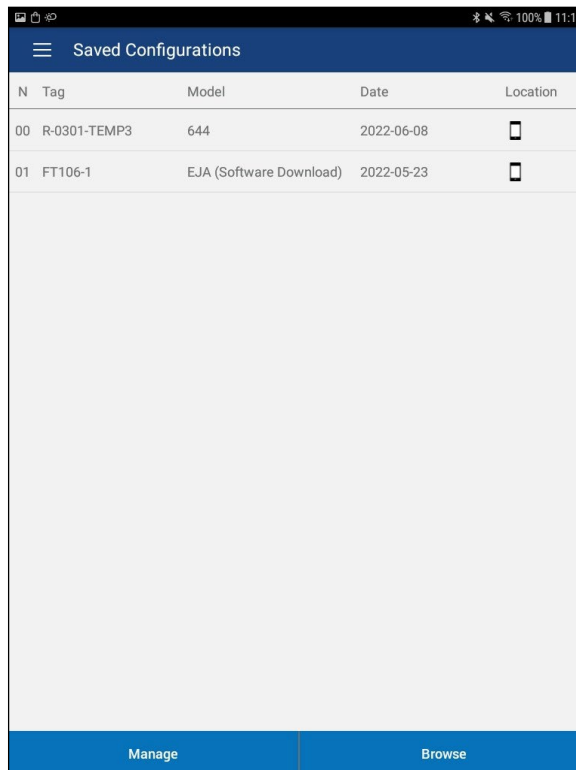 100% 11:1
Saved Configurations
N Tag Model Date Location
00 R-0301-TEMP3 644 2022-06-08
01 FT106-1 EJA (Software Download) 2022-05-23
Manage Browse